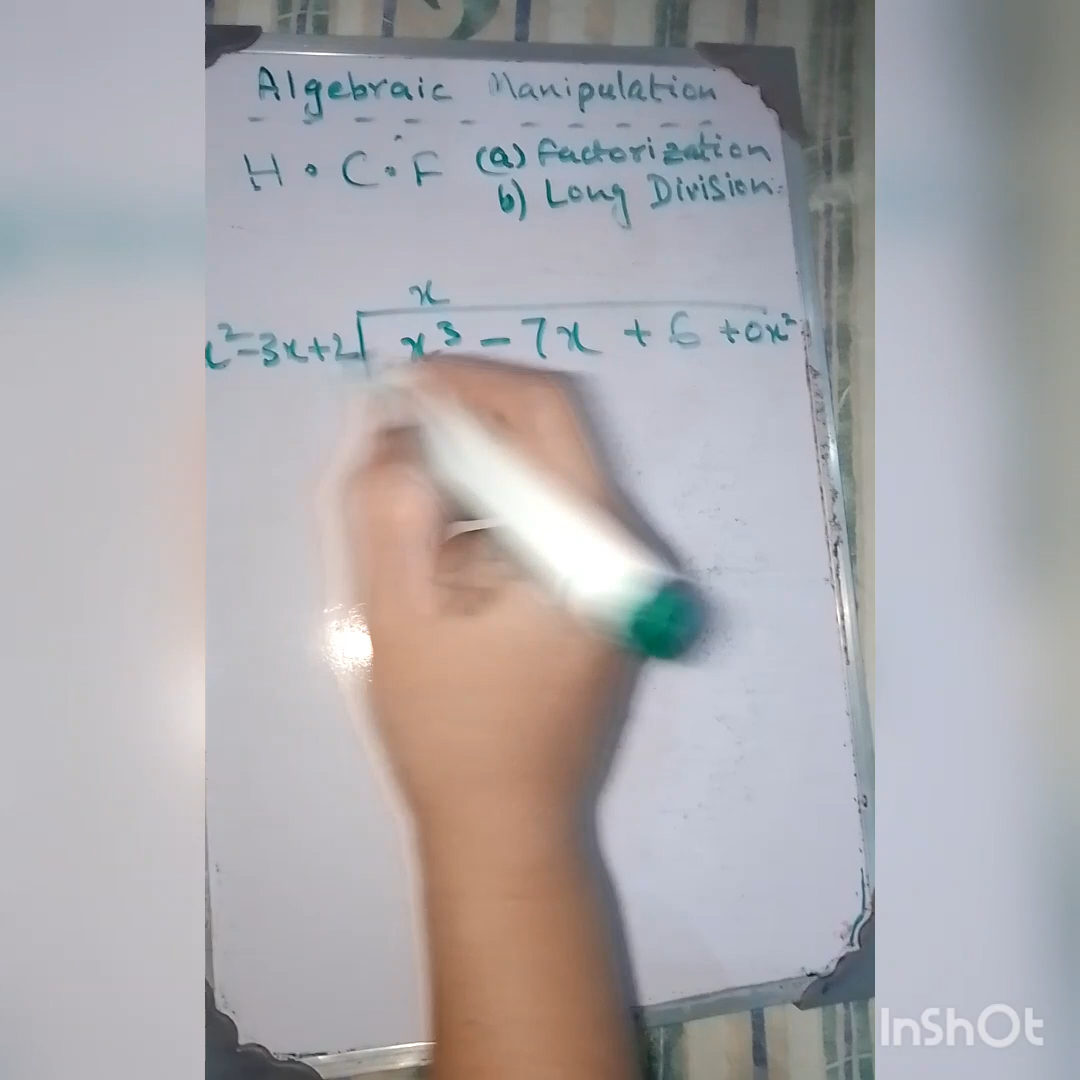 Algebraic Manipulation
H.C.F (a) Factorization
b) Long Division.
x
x²-3x+2 x³ - 7x + 6 +0x²
InShOt